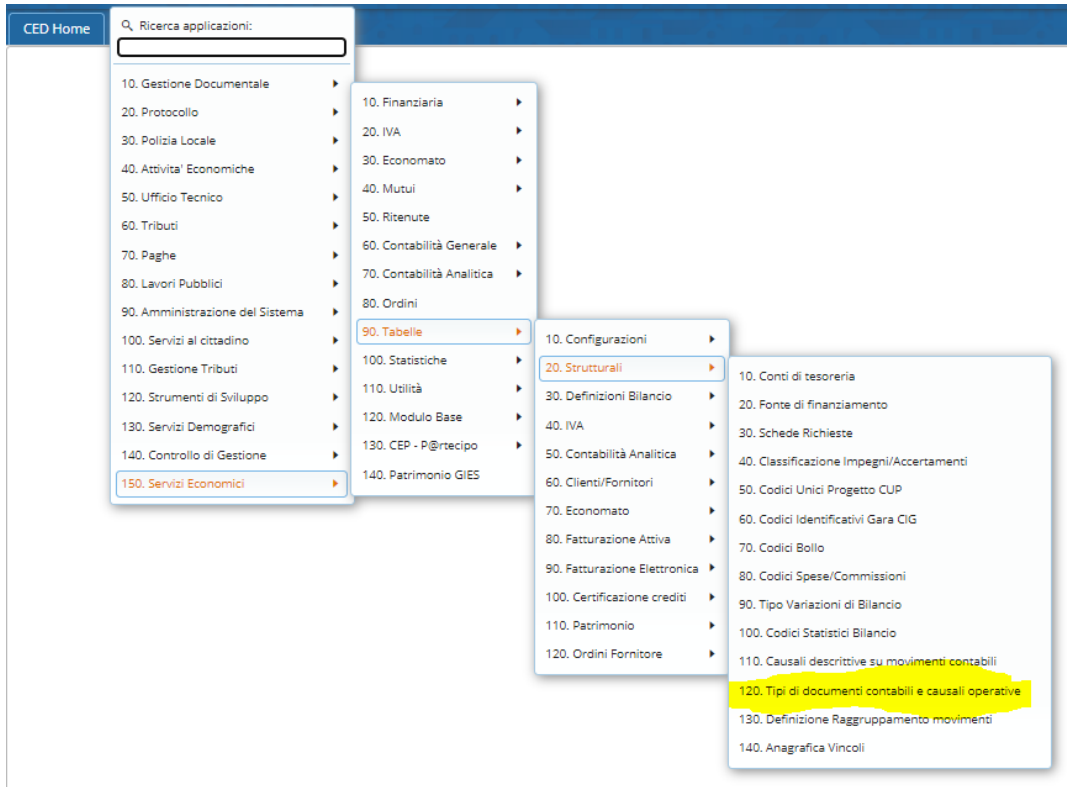 CED Home
Ricerca applicazioni:
10. Gestione Documentale
20. Protocollo
30. Polizia Locale
40. Attivita' Economiche
50. Ufficio Tecnico
60. Tributi
70. Paghe
80. Lavori Pubblici
90. Amministrazione del Sistema
100. Servizi al cittadino
110. Gestione Tributi
120. Strumenti di Sviluppo
130. Servizi Demografici
140. Controllo di Gestione
150. Servizi Economici
10. Finanziaria
20. IVA
30. Economato
40. Mutui
50. Ritenute
60. Contabilità Generale
70. Contabilità Analitica
80. Ordini
90. Tabelle
100. Statistiche
110. Utilità
120. Modulo Base
130. CEP - P@rtecipo
140. Patrimonio GIES
10. Configurazioni
20. Strutturali
30. Definizioni Bilancio
40. IVA
50. Contabilità Analitica
60. Clienti/Fornitori
70. Economato
80. Fatturazione Attiva
90. Fatturazione Elettronica
100. Certificazione crediti
110. Patrimonio
120. Ordini Fornitore
10. Conti di tesoreria
20. Fonte di finanziamento
30. Schede Richieste
40. Classificazione Impegni/Accertamenti
50. Codici Unici Progetto CUP
60. Codici Identificativi Gara CIG
70. Codici Bollo
80. Codici Spese/Commissioni
90. Tipo Variazioni di Bilancio
100. Codici Statistici Bilancio
110. Causali descrittive su movimenti contabili
120. Tipi di documenti contabili e causali operative
130. Definizione Raggruppamento movimenti
140. Anagrafica Vincoli